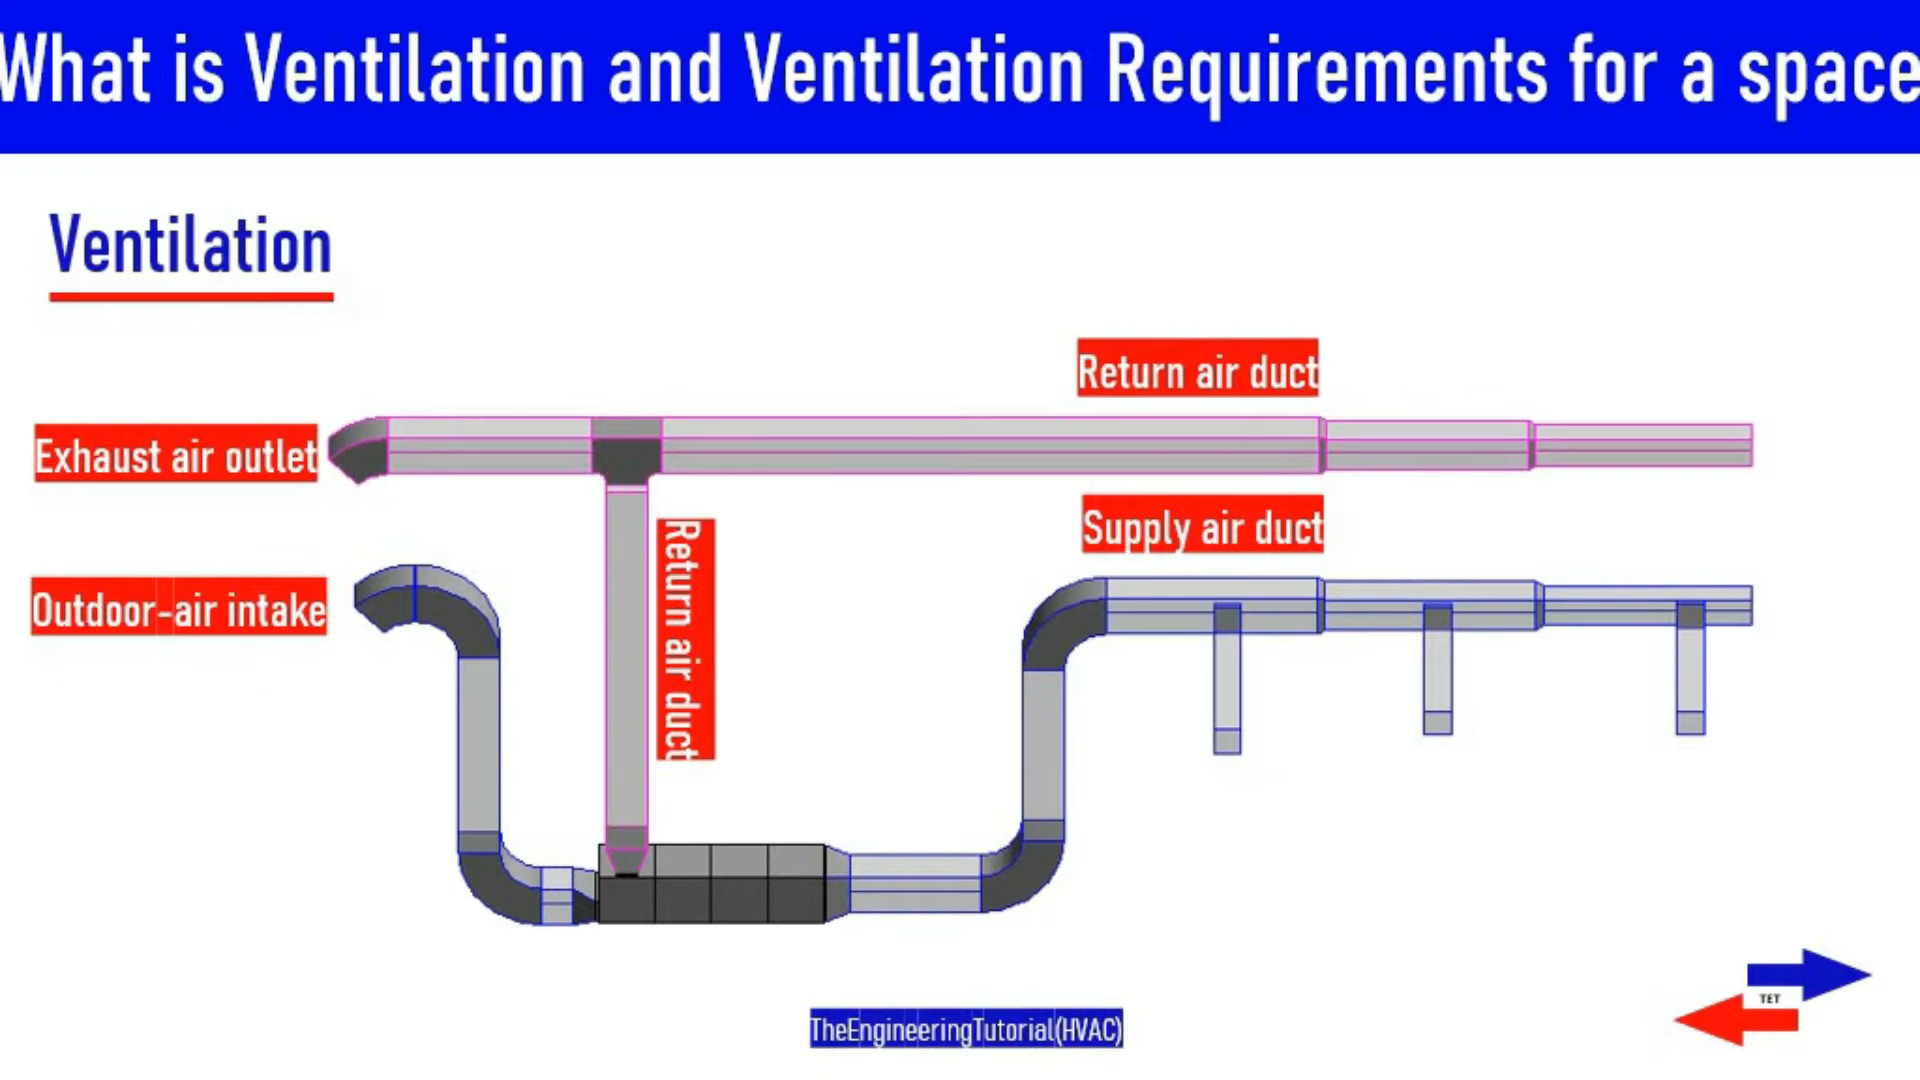 What is Ventilation and Ventilation Requirements for a space
Ventilation
Return air duct
Exhaust air outlet
Supply air duct
Outdoor-air intake
Return air duct
TET
TheEngineeringTutorial(HVAC)